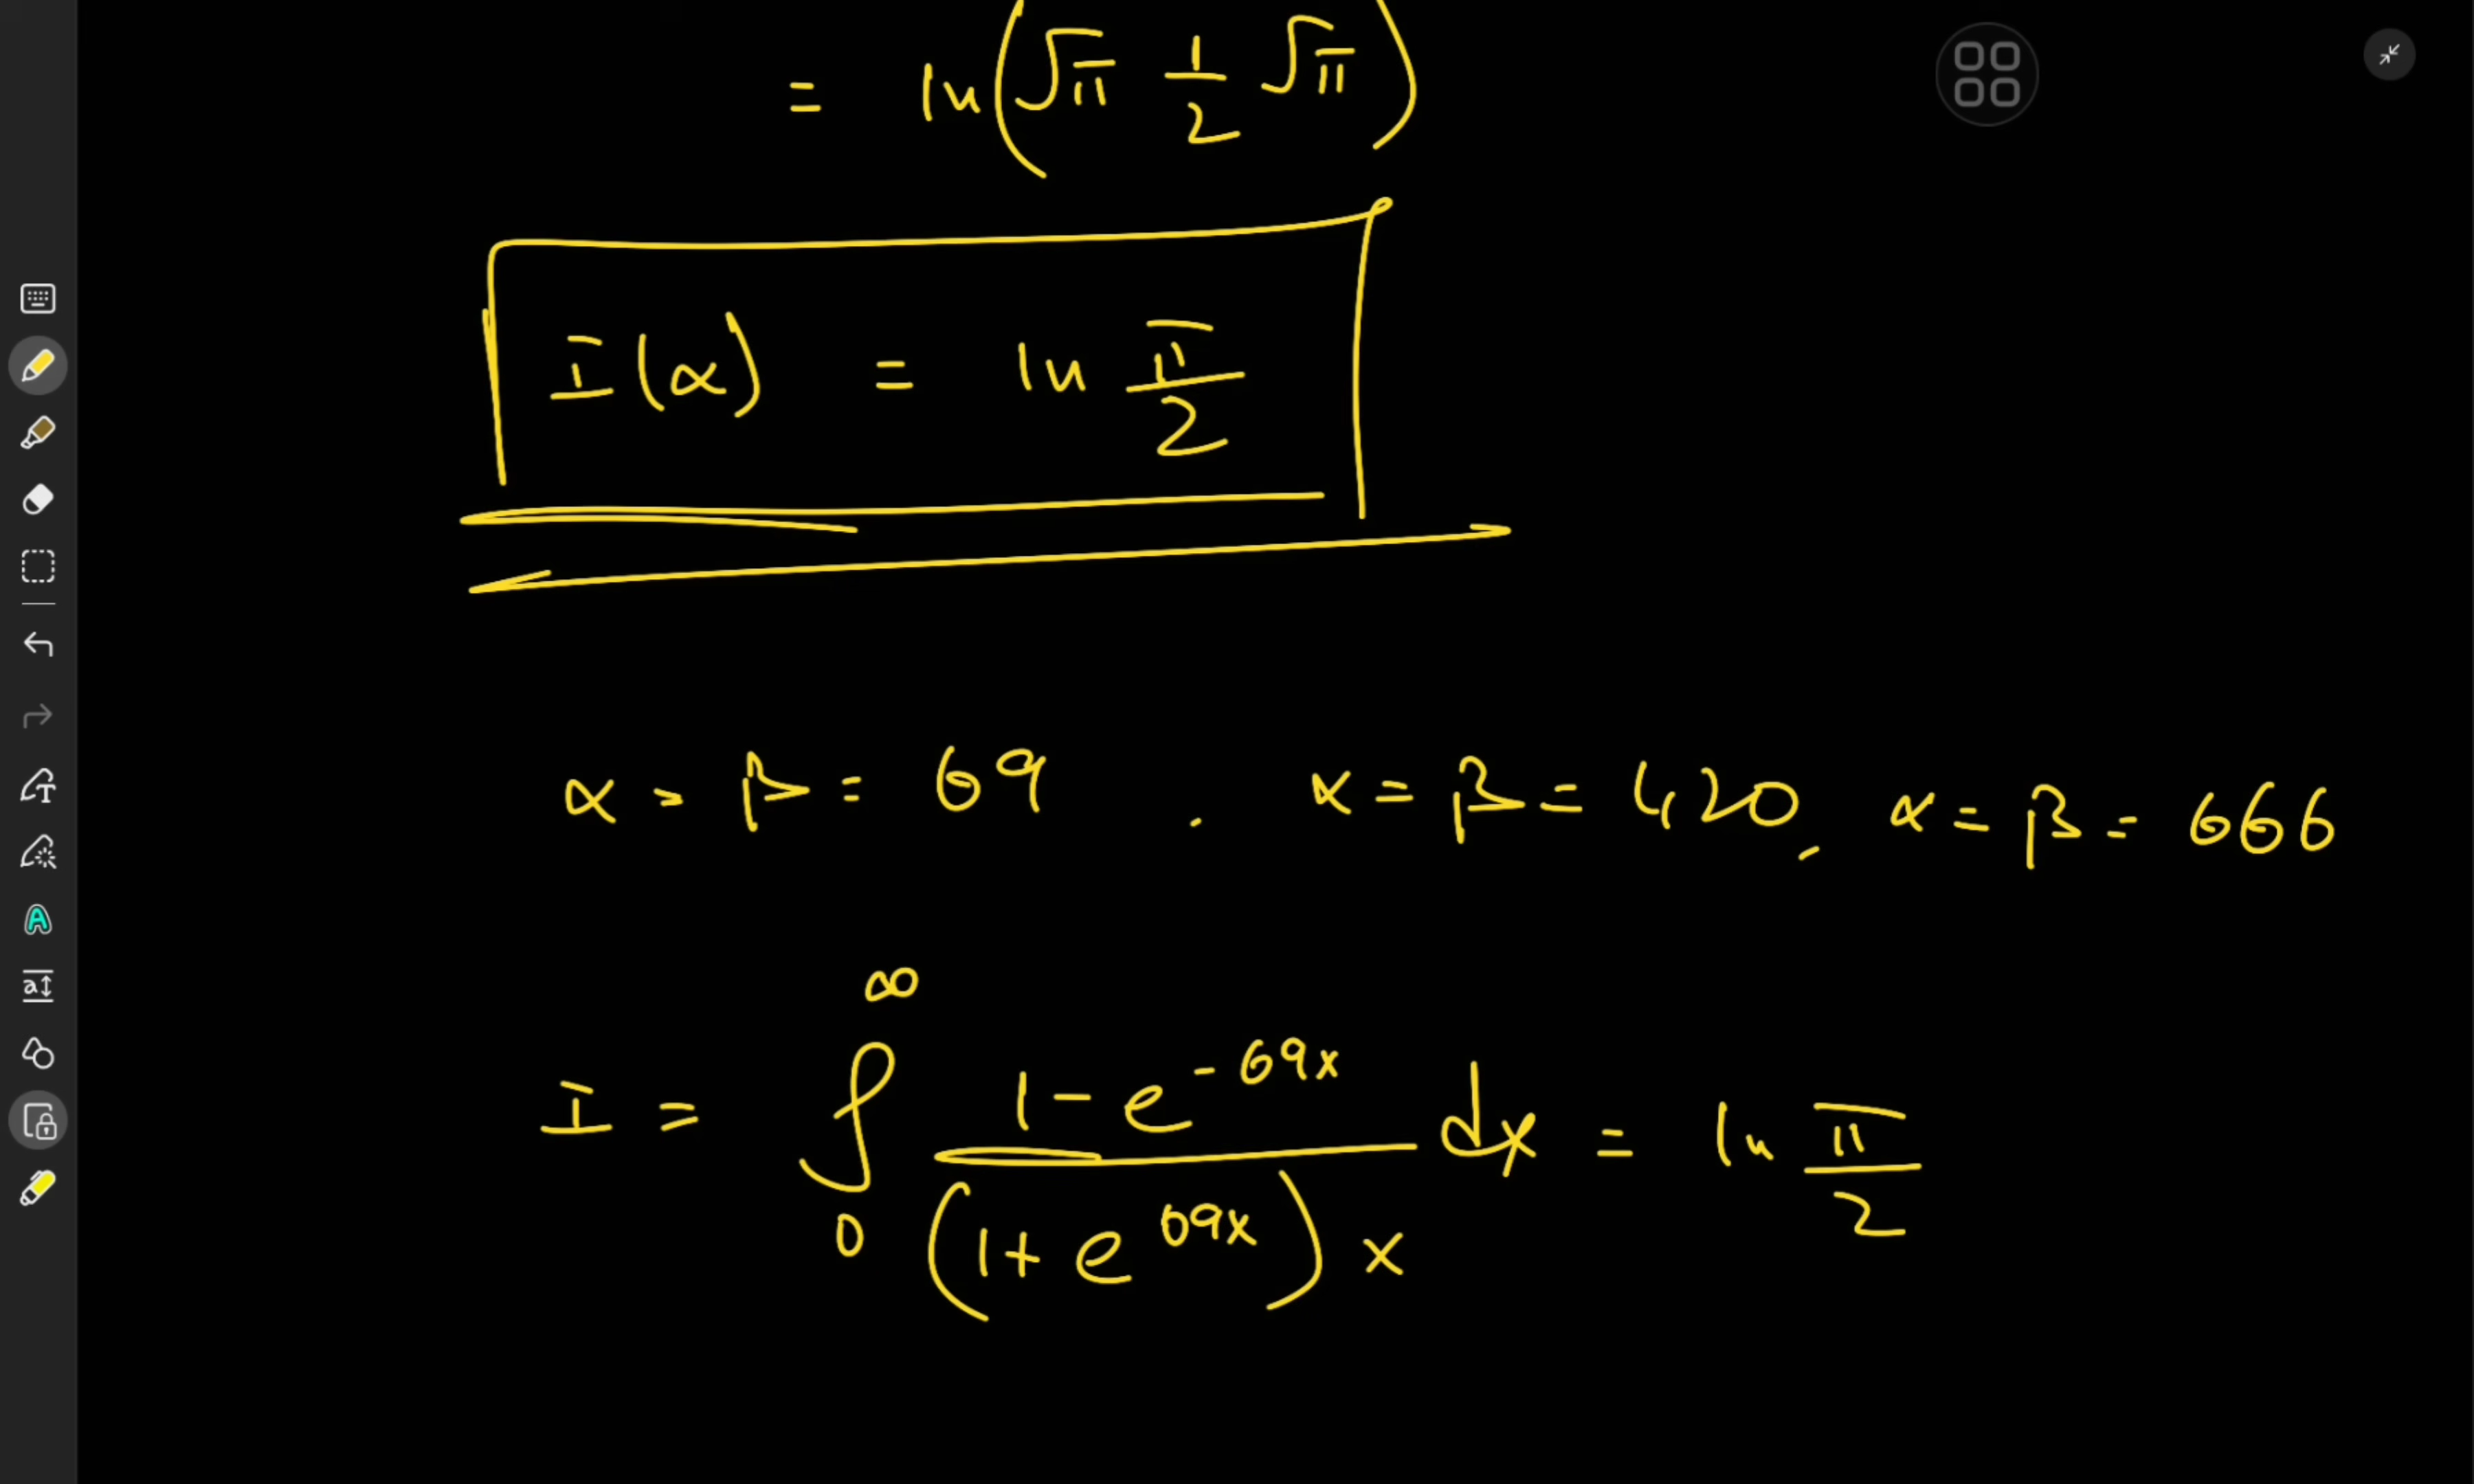 = ln(√π 1/2 √π)
I(α) = ln π/2
α = β = 69 , α = β = 420, α = β = 666
I = ∫₀^∞ (1 - e^(-69x))/((1 + e^(69x)) x) dx = ln π/2